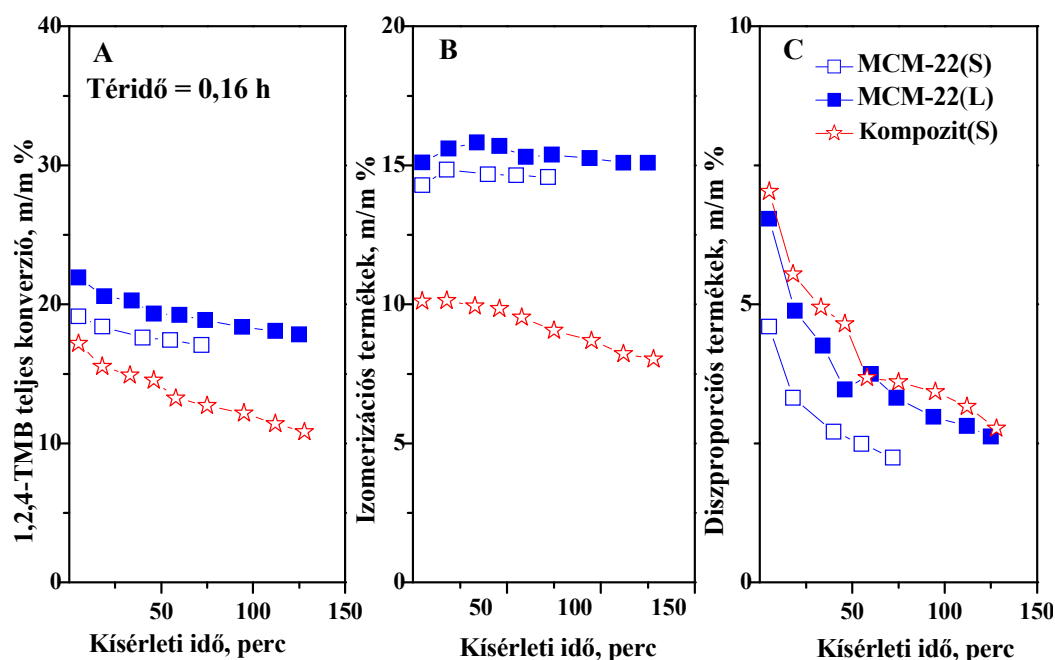 A
Téridő = 0,16 h
40
30
20
10
0
1,2,4-TMB teljes konverzió, m/m %
50
100
150
Kísérleti idő, perc
B
20
15
10
5
0
Izomerizációs termékek, m/m %
50
100
150
Kísérleti idő, perc
C
MCM-22(S)
MCM-22(L)
Kompozit(S)
10
5
0
Diszproporciós termékek, m/m %
50
100
150
Kísérleti idő, perc